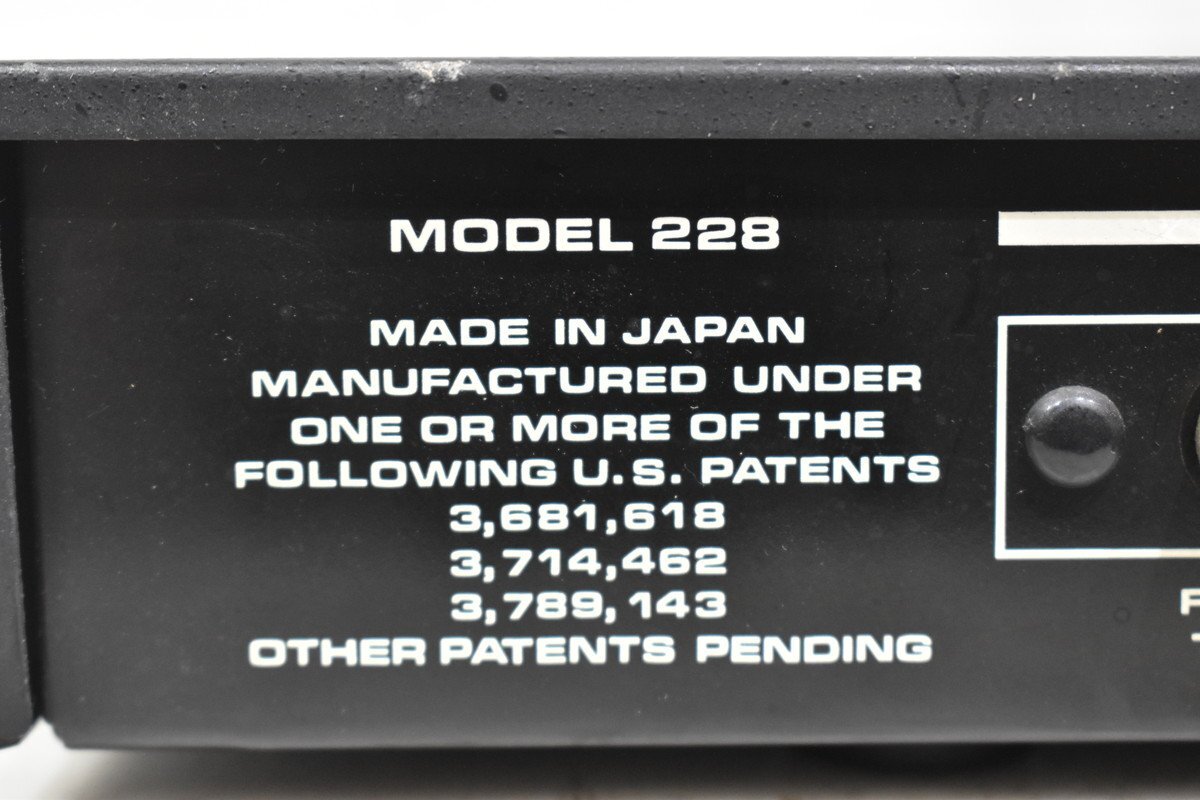 MODEL 228
MADE IN JAPAN
MANUFACTURED UNDER
ONE OR MORE OF THE
FOLLOWING U.S. PATENTS
3,681,618
3,714,462
3,789,143
OTHER PATENTS PENDING